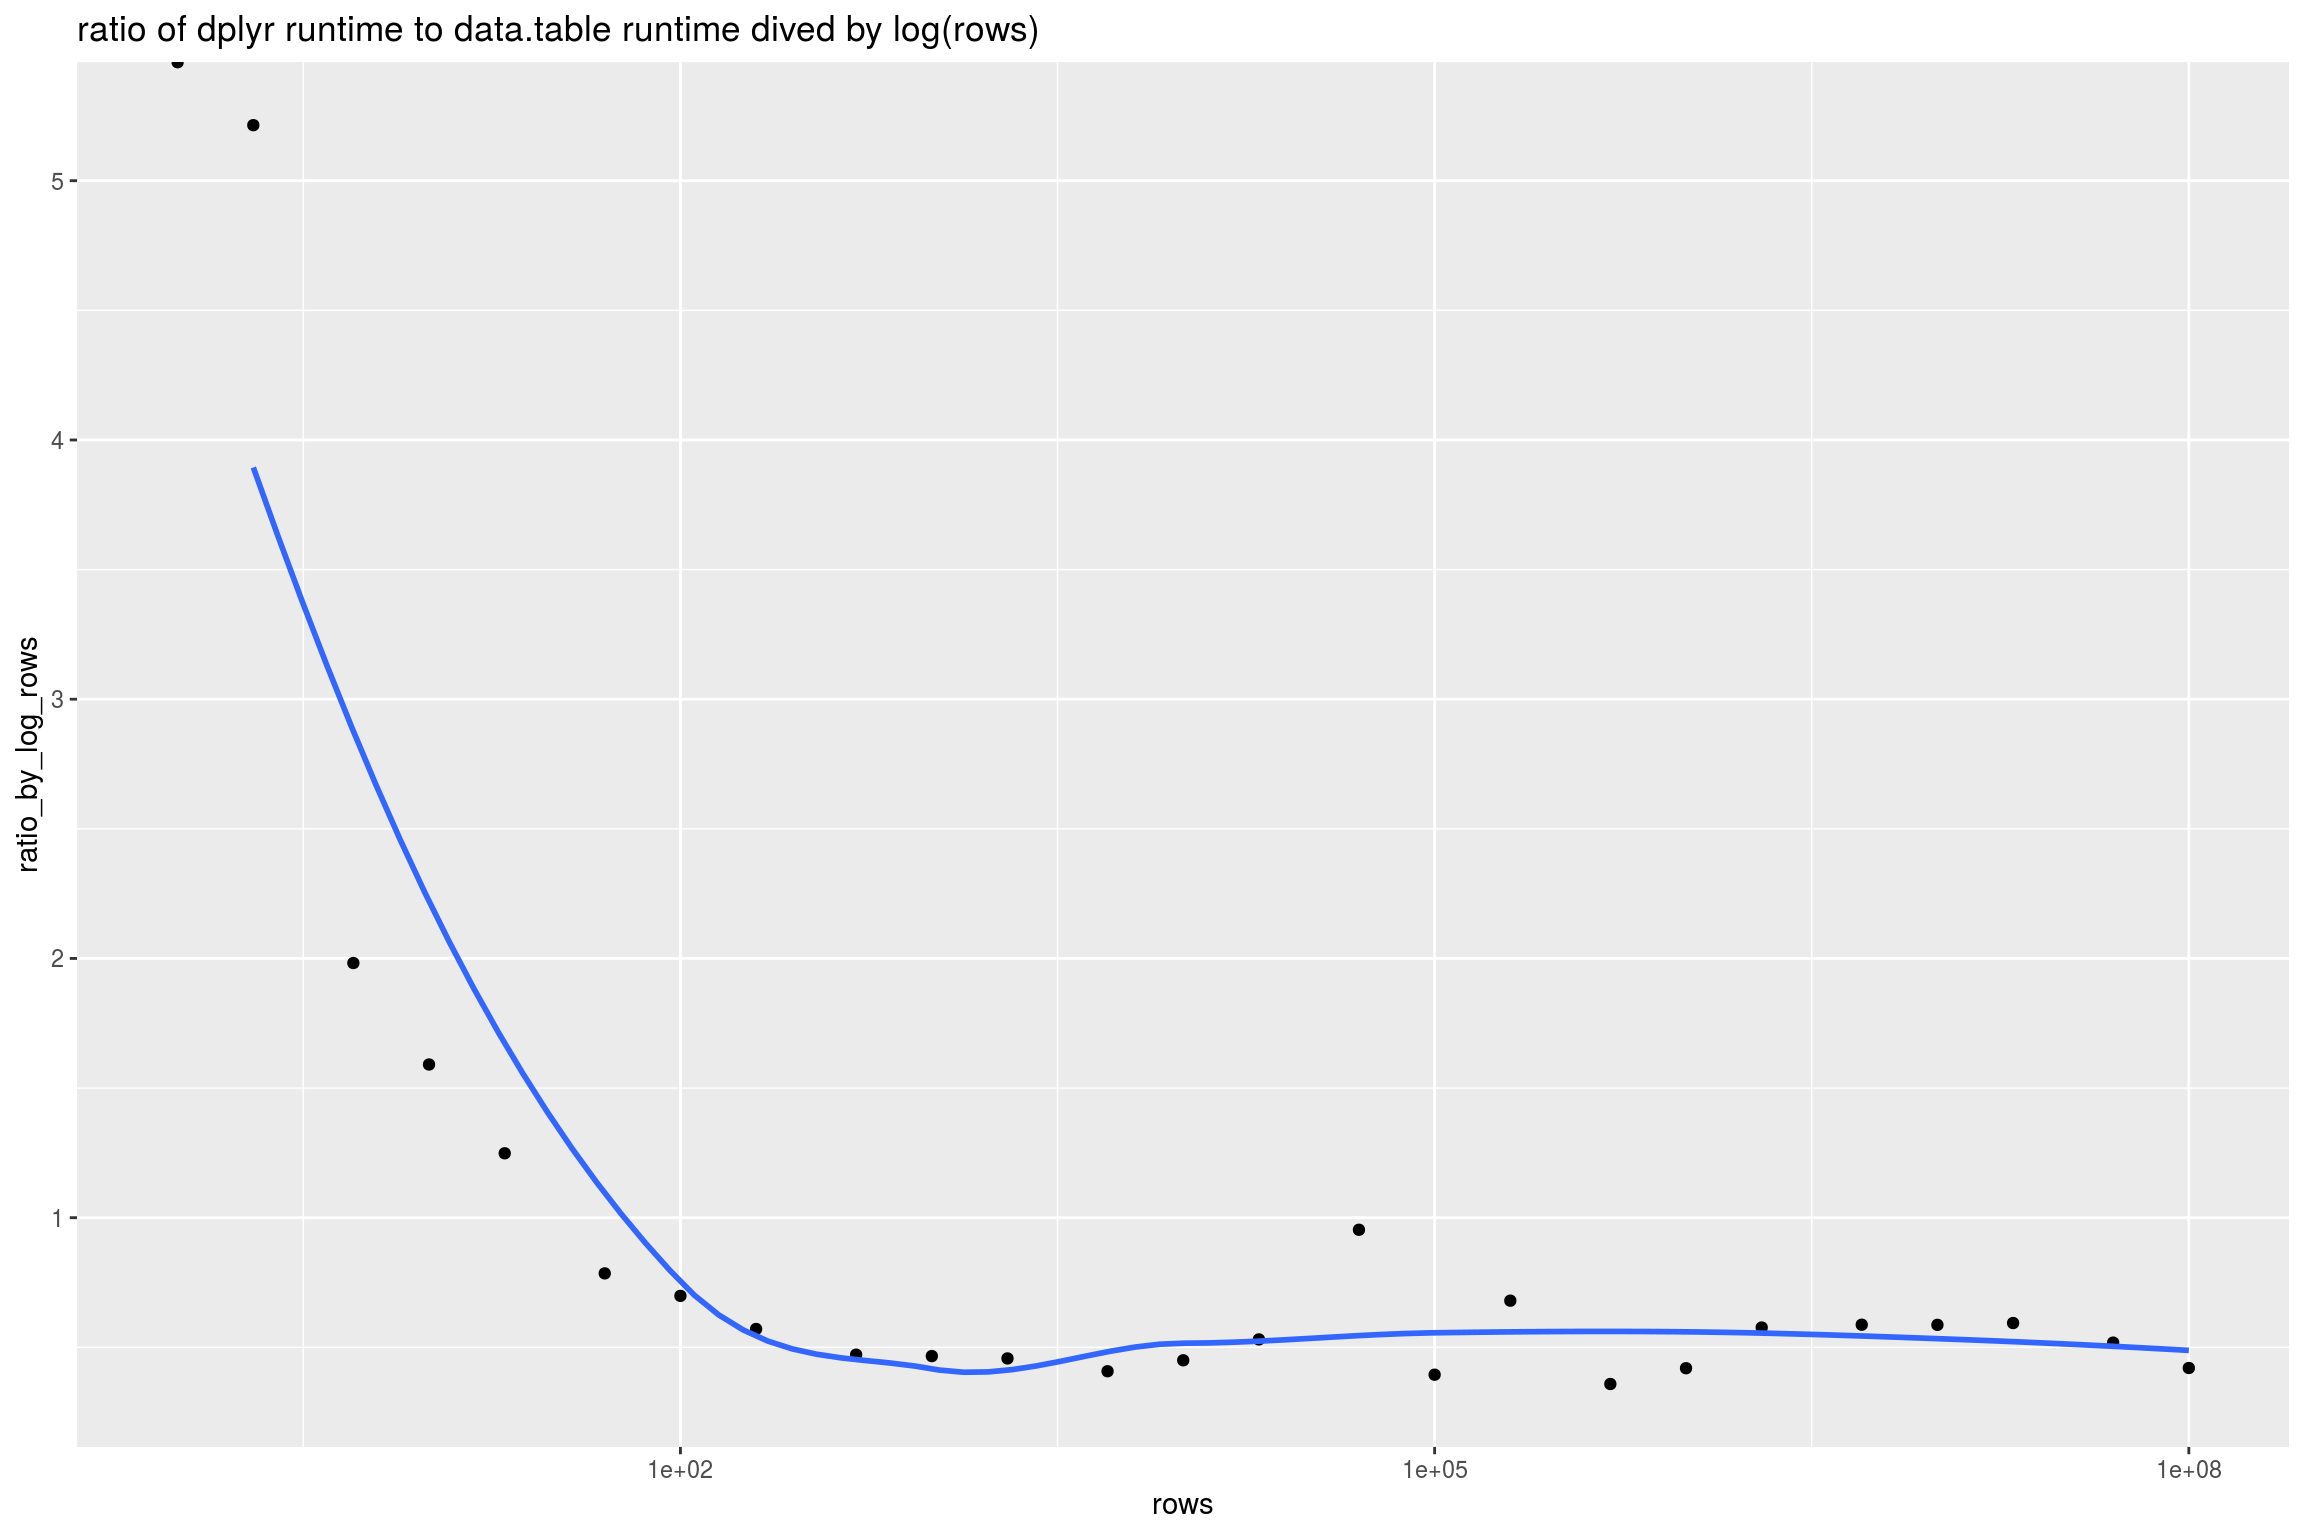 ratio of dplyr runtime to data.table runtime dived by log(rows)
ratio_by_log_rows
5
4
3
2
1
1e+02
1e+05
1e+08
rows